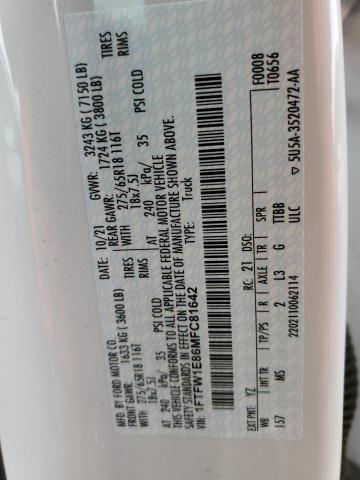 MFD. BY FORD MOTOR CO.
DATE: 10/21 GVWR: 3243 KG ( 7150 LB)
FRONT GAWR: 1633 KG ( 3600 LB) REAR GAWR: 1724 KG ( 3800 LB)
WITH 275/65R18 116T TIRES WITH 275/65R18 116T TIRES
18x7.5J RIMS 18x7.5J RIMS
AT 240 kPa/ 35 PSI COLD AT 240 kPa/ 35 PSI COLD
THIS VEHICLE CONFORMS TO ALL APPLICABLE FEDERAL MOTOR VEHICLE
SAFETY STANDARDS IN EFFECT ON THE DATE OF MANUFACTURE SHOWN ABOVE.
1FTFW1E86MFC81642 TYPE: Truck
F0008
T0656
EXT PNT: YZ RC: 21 DSO:
WB INT TR TP/PS R AXLE TR SPR
157 MS 2 L3 G TTBB
ULC
2202110062114 ▽ 5U5A-3520472-AA